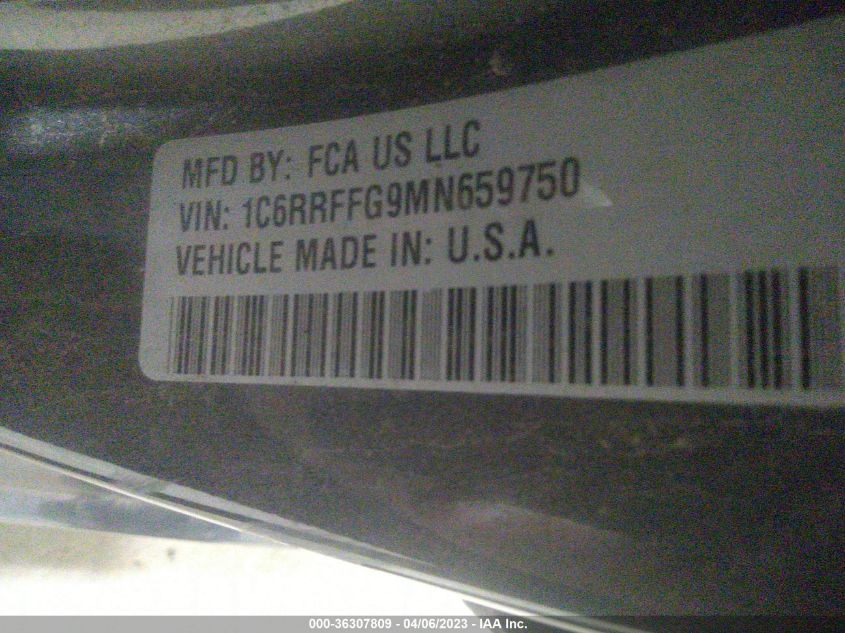 MFD BY: FCA US LLC
VIN: 1C6RRFFG9MN659750
VEHICLE MADE IN: U.S.A.
000-36307809 - 04/06/2023 - IAA Inc.